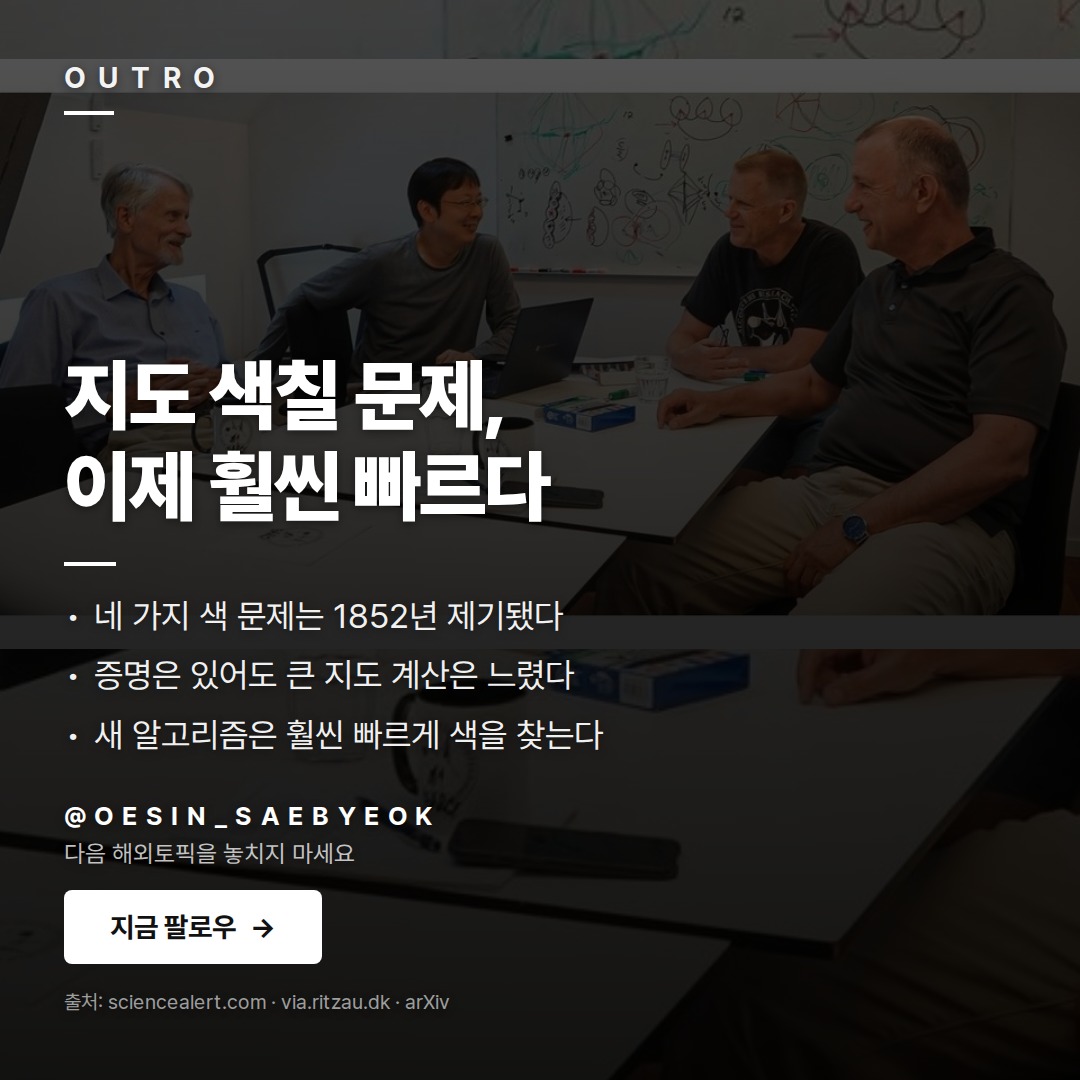 OUTRO
지도 색칠 문제,
이제 훨씬 빠르다
• 네 가지 색 문제는 1852년 제기됐다
• 증명은 있어도 큰 지도 계산은 느렸다
• 새 알고리즘은 훨씬 빠르게 색을 찾는다
@OESIN_SAEBYEOK
다음 해외토픽을 놓치지 마세요
지금 팔로우 →
출처: sciencealert.com · via.ritzau.dk · arXiv